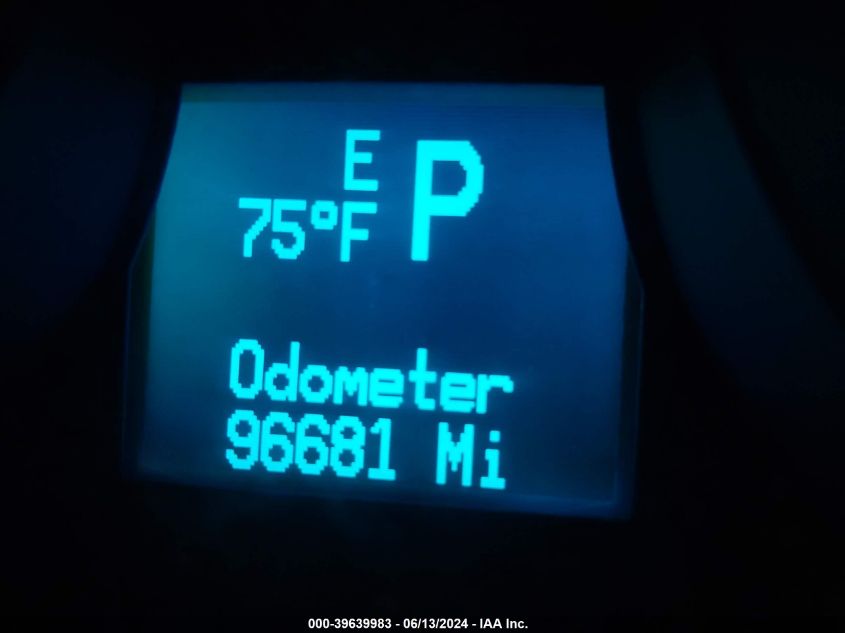 E
75°F P
Odometer
96681 Mi
000-39639983 - 06/13/2024 - IAA Inc.